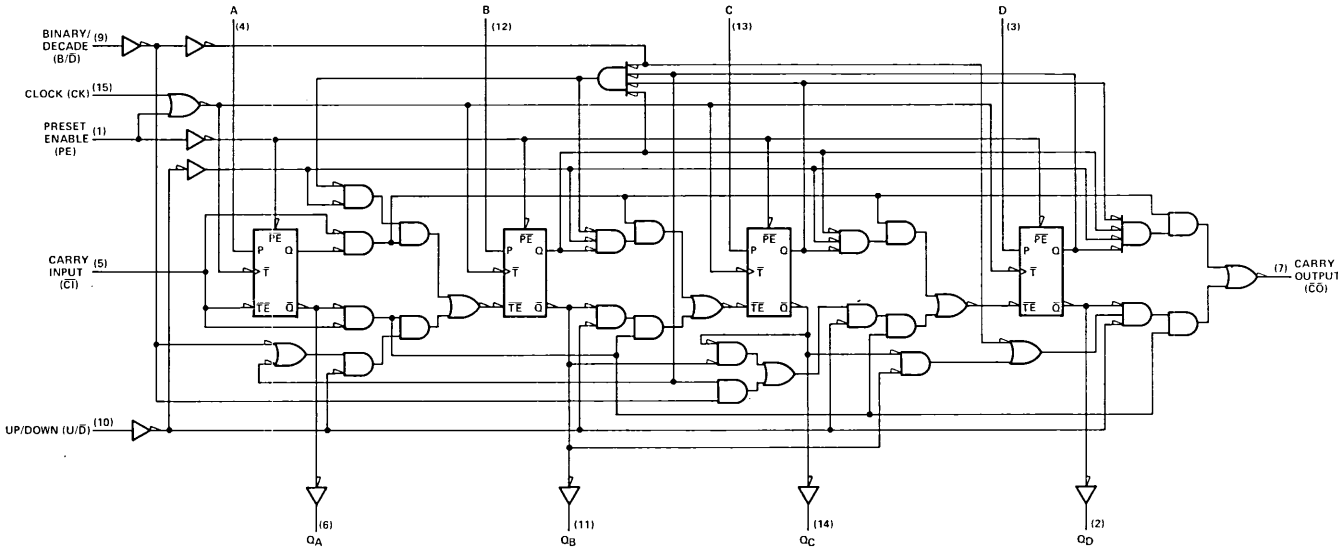 A
(4)
B
(12)
C
(13)
D
(3)
BINARY/ (9)
DECADE
(B/D̅)
CLOCK (CK) (15)
PRESET (1)
ENABLE
(PE)
P̅E̅
P Q
T̅
T̅E̅ Q̅
P̅E̅
P Q
T̅
T̅E̅ Q̅
P̅E̅
P Q
T̅
T̅E̅ Q̅
P̅E̅
P Q
T̅
T̅E̅ Q̅
CARRY (5)
INPUT
(C̅I̅)
(7) CARRY
OUTPUT
(C̅O̅)
UP/DOWN (U/D̅) (10)
(6)
QA
(11)
QB
(14)
QC
(2)
QD